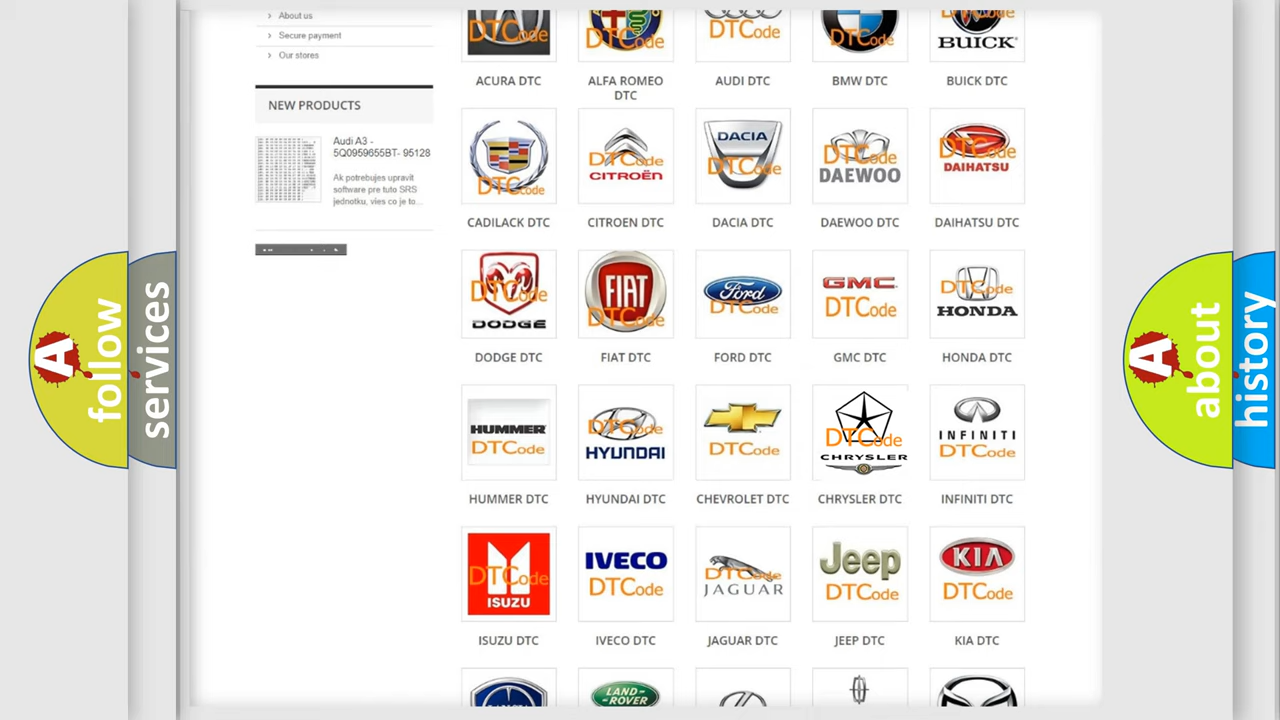 About us
Secure payment
Our stores
NEW PRODUCTS
Audi A3 -
5Q0959655BT- 95128
Ak potrebujes upravit
software pre tuto SRS
jednotku, vies co je to...
DTCode
DTCode
DTCode
DTCode
BUICK
ACURA DTC
ALFA ROMEO
DTC
AUDI DTC
BMW DTC
BUICK DTC
DTCode
DTCode
CITROËN
DACIA
DTCode
DTCode
DAEWOO
DTCode
DAIHATSU
CADILACK DTC
CITROEN DTC
DACIA DTC
DAEWOO DTC
DAIHATSU DTC
DTCode
DODGE
FIAT
DTCode
Ford
DTCode
GMC
DTCode
DTCode
HONDA
DODGE DTC
FIAT DTC
FORD DTC
GMC DTC
HONDA DTC
HUMMER
DTCode
DTCode
HYUNDAI
DTCode
DTCode
CHRYSLER
INFINITI
DTCode
HUMMER DTC
HYUNDAI DTC
CHEVROLET DTC
CHRYSLER DTC
INFINITI DTC
DTCode
ISUZU
IVECO
DTCode
DTCode
JAGUAR
Jeep
DTCode
KIA
DTCode
ISUZU DTC
IVECO DTC
JAGUAR DTC
JEEP DTC
KIA DTC
LAND-
ROVER
A
follow
services
A
about
history